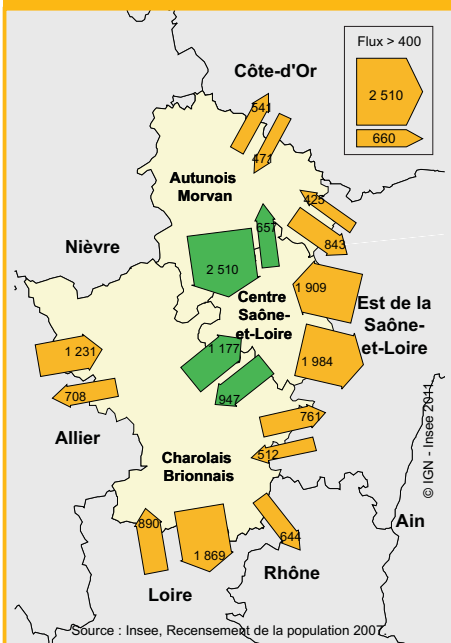 Flux > 400
2 510
660
Côte-d'Or
541
471
Autunois
Morvan
425
843
657
Nièvre
2 510
Centre
Saône-
et-Loire
1 909
Est de la
Saône-
et-Loire
1 231
1 177
1 984
708
947
761
Allier
512
Charolais
Brionnais
© IGN - Insee 2011
890
1 869
644
Ain
Loire
Rhône
Source : Insee, Recensement de la population 2007